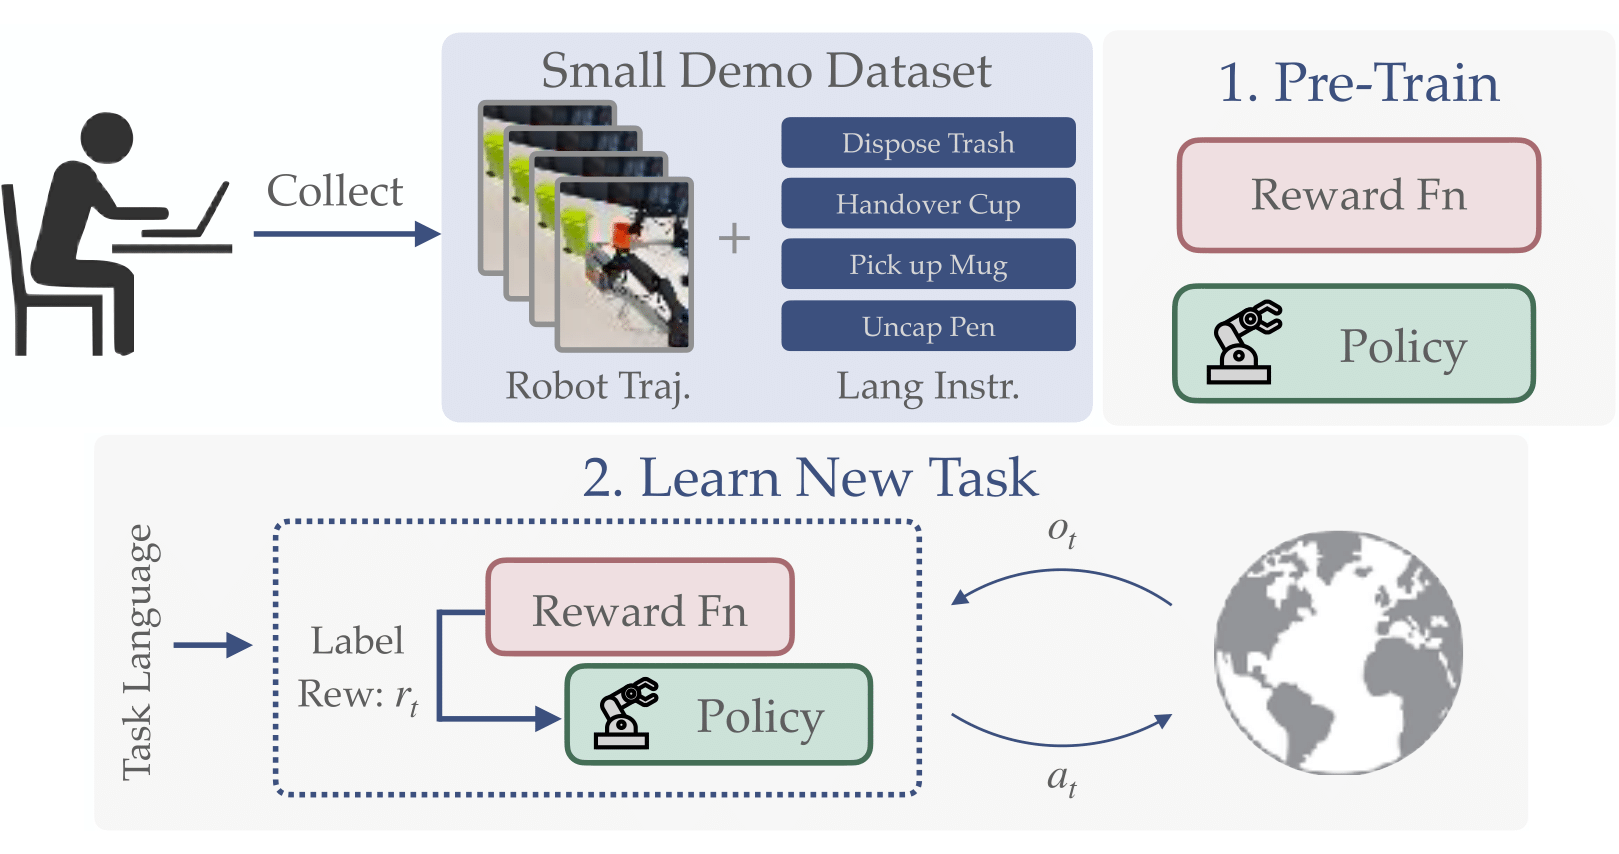 Collect
Small Demo Dataset
Dispose Trash
Handover Cup
+
Pick up Mug
Uncap Pen
Robot Traj.
Lang Instr.
1. Pre-Train
Reward Fn
Policy
2. Learn New Task
Task Language
Label
Rew: r_t
Reward Fn
Policy
o_t
a_t